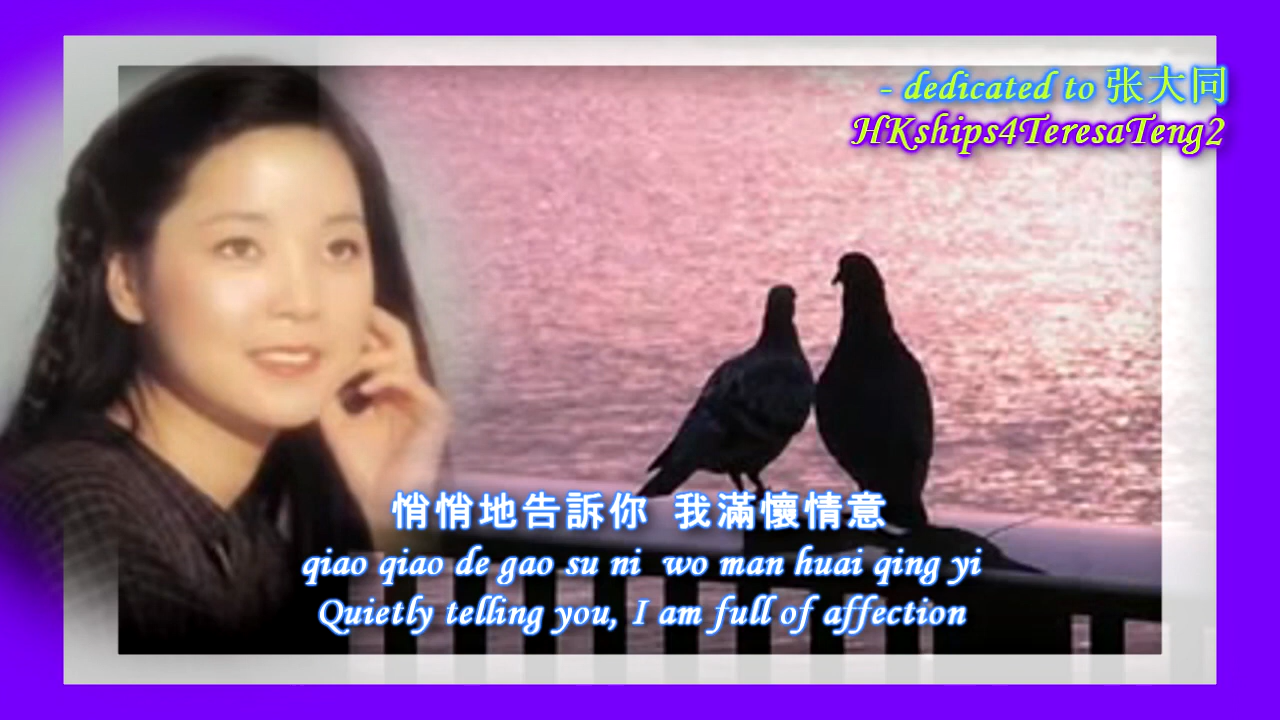 - dedicated to 张大同
HKships4TeresaTeng2
悄悄地告訴你 我滿懷情意
qiao qiao de gao su ni wo man huai qing yi
Quietly telling you, I am full of affection